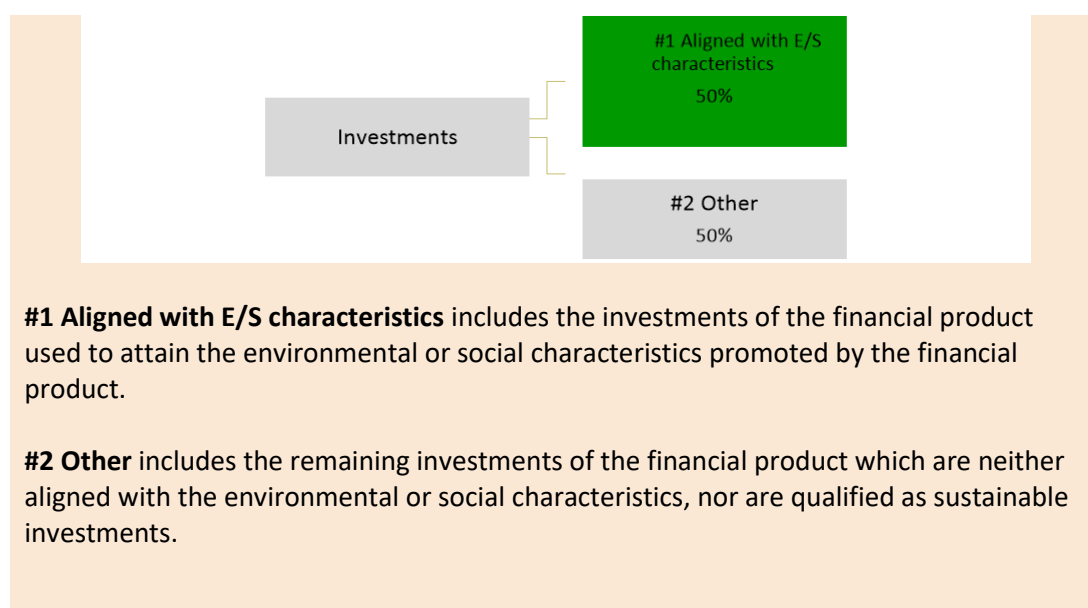 #1 Aligned with E/S
characteristics
50%
Investments
#2 Other
50%
#1 Aligned with E/S characteristics includes the investments of the financial product
used to attain the environmental or social characteristics promoted by the financial
product.
#2 Other includes the remaining investments of the financial product which are neither
aligned with the environmental or social characteristics, nor are qualified as sustainable
investments.